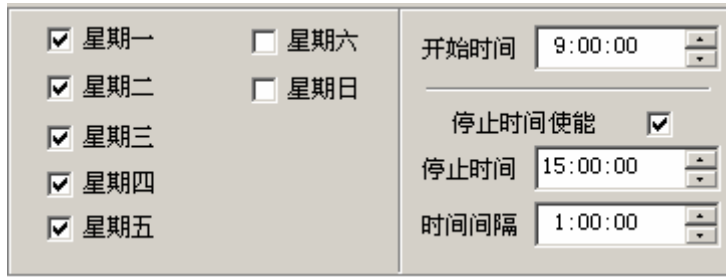 星期一
星期二
星期三
星期四
星期五
星期六
星期日
开始时间 9:00:00
停止时间使能
停止时间 15:00:00
时间间隔 1:00:00